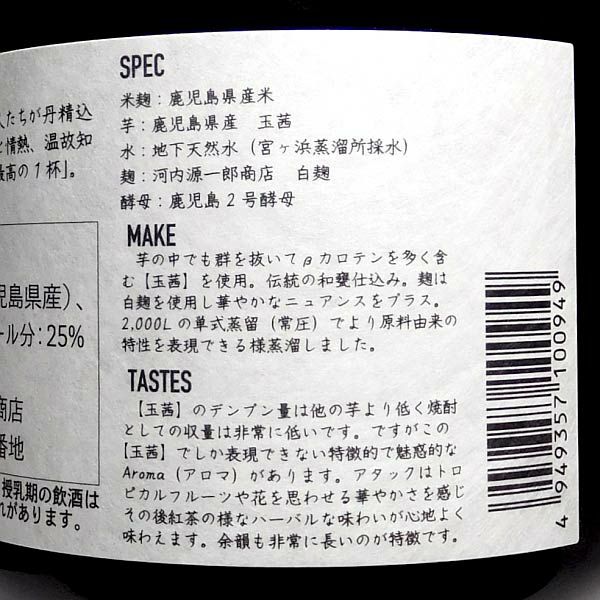 人たちが丹精込
と情熱、温故知
最高の1杯」。
児島県産)、
ール分:25%
商店
番地
授乳期の飲酒は
れがあります。
SPEC
米麹:鹿児島県産米
芋:鹿児島県産 玉茜
水:地下天然水(宮ヶ浜蒸溜所採水)
麹:河内源一郎商店 白麹
酵母:鹿児島2号酵母
MAKE
芋の中でも群を抜いてβカロテンを多く含
む【玉茜】を使用。伝統の和甕仕込み。麹は
白麹を使用し華やかなニュアンスをプラス。
2,000Lの単式蒸留(常圧)でより原料由来の
特性を表現できる様蒸溜しました。
TASTES
【玉茜】のデンプン量は他の芋より低く焼酎
としての収量は非常に低いです。ですがこの
【玉茜】でしか表現できない特徴的で魅惑的な
Aroma(アロマ)があります。アタックはトロ
ピカルフルーツや花を思わせる華やかさを感じ
その後紅茶の様なハーバルな味わいが心地よく
味わえます。余韻も非常に長いのが特徴です。
4 949357 100949